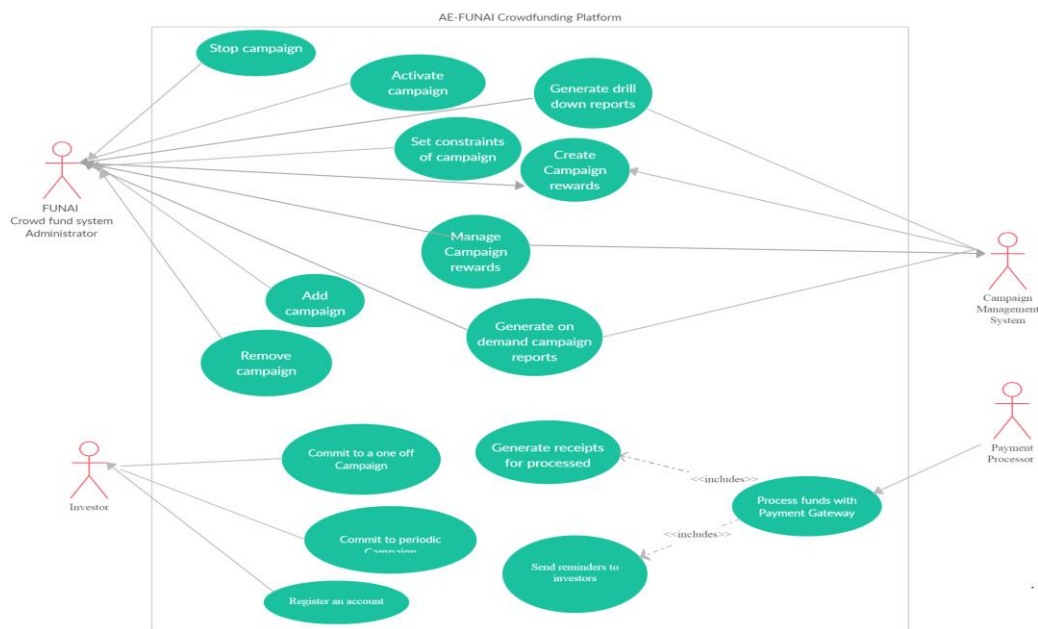 AE-FUNAI Crowdfunding Platform
Stop campaign
Activate
campaign
Generate drill
down reports
Set constraints
of campaign
Create
Campaign
rewards
FUNAI
Crowd fund system
Administrator
Manage
Campaign
rewards
Campaign
Management
System
Add
campaign
Generate on
demand campaign
reports
Remove
campaign
Commit to a one off
Campaign
Generate receipts
for processed
Payment
Processor
<<includes>>
Investor
Process funds with
Payment Gateway
<<includes>>
Commit to periodic
Campaign
Send reminders to
investors
Register an account
.